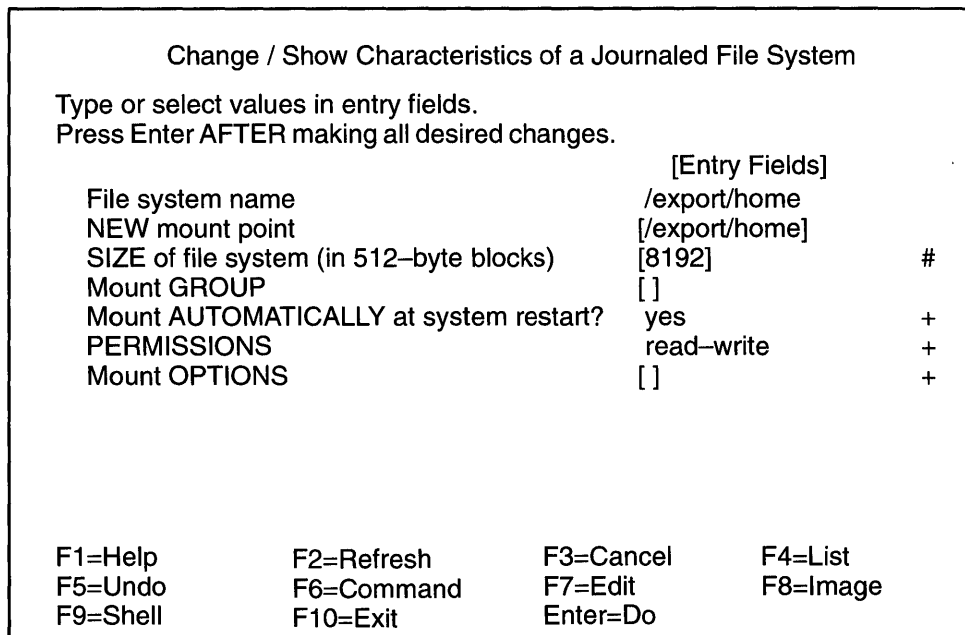 Change / Show Characteristics of a Journaled File System
Type or select values in entry fields.
Press Enter AFTER making all desired changes.
[Entry Fields]
File system name /export/home
NEW mount point [/export/home]
SIZE of file system (in 512–byte blocks) [8192] #
Mount GROUP [ ]
Mount AUTOMATICALLY at system restart? yes +
PERMISSIONS read–write +
Mount OPTIONS [ ] +
F1=Help F2=Refresh F3=Cancel F4=List
F5=Undo F6=Command F7=Edit F8=Image
F9=Shell F10=Exit Enter=Do